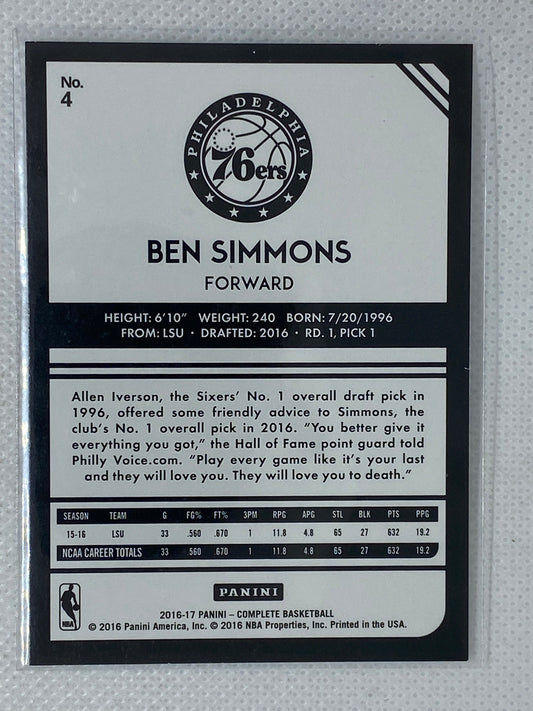 No.
4
PHILADELPHIA
76ers
BEN SIMMONS
FORWARD
HEIGHT: 6'10" WEIGHT: 240 BORN: 7/20/1996
FROM: LSU • DRAFTED: 2016 • RD. 1, PICK 1
Allen Iverson, the Sixers' No. 1 overall draft pick in
1996, offered some friendly advice to Simmons, the
club's No. 1 overall pick in 2016. "You better give it
everything you got," the Hall of Fame point guard told
Philly Voice.com. "Play every game like it's your last
and they will love you. They will love you to death."
SEASON TEAM G FG% FT% 3PM RPG APG STL BLK PTS PPG
15-16 LSU 33 .560 .670 1 11.8 4.8 65 27 632 19.2
NCAA CAREER TOTALS 33 .560 .670 1 11.8 4.8 65 27 632 19.2
PANINI
2016-17 PANINI – COMPLETE BASKETBALL
© 2016 Panini America, Inc. © 2016 NBA Properties, Inc. Printed in the USA.
NBA